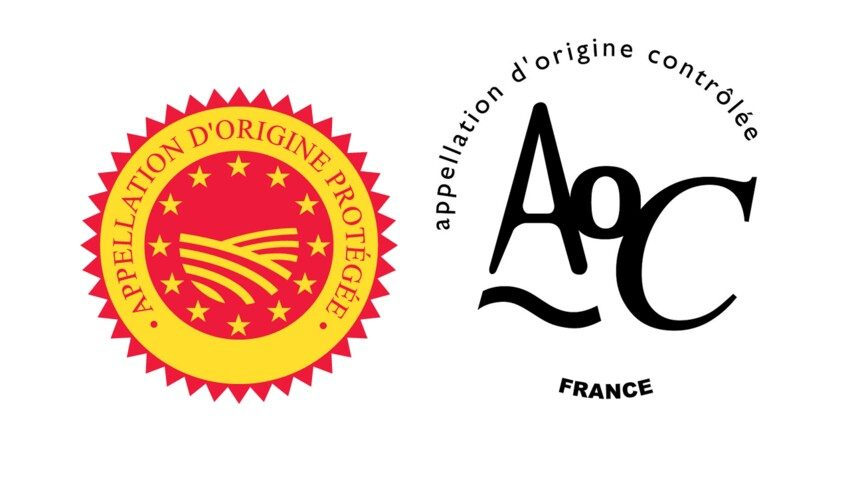 APPELLATION D'ORIGINE PROTÉGÉE
appellation d'origine contrôlée
AoC
FRANCE